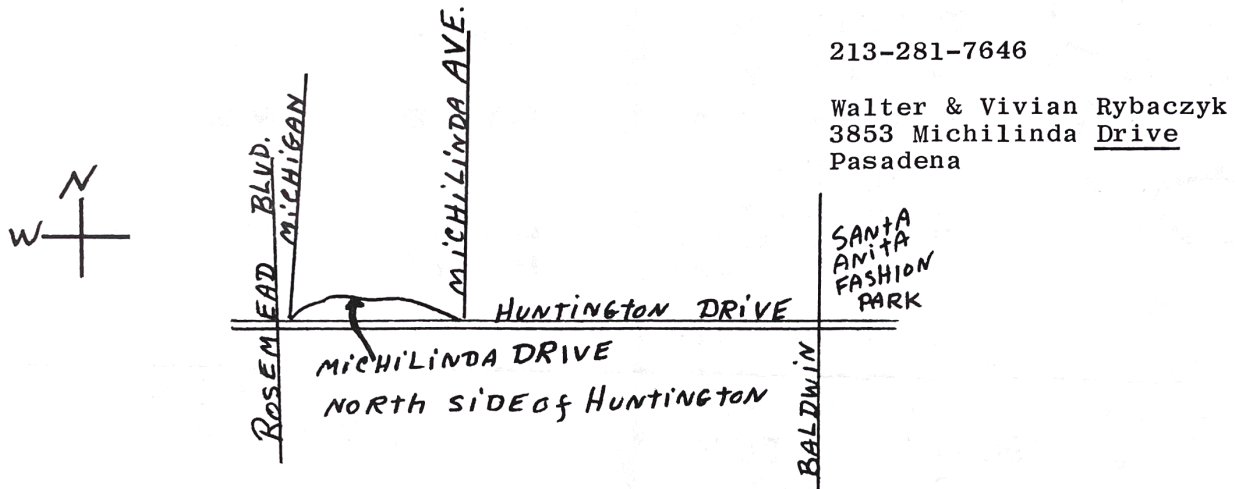 213-281-7646
Walter & Vivian Rybaczyk
3853 Michilinda Drive
Pasadena
N
W
ROSEMEAD BLVD.
MICHIGAN
MICHILINDA AVE.
SANTA
ANITA
FASHION
PARK
HUNTINGTON DRIVE
MICHILINDA DRIVE
NORTH SIDE of HUNTINGTON
BALDWIN